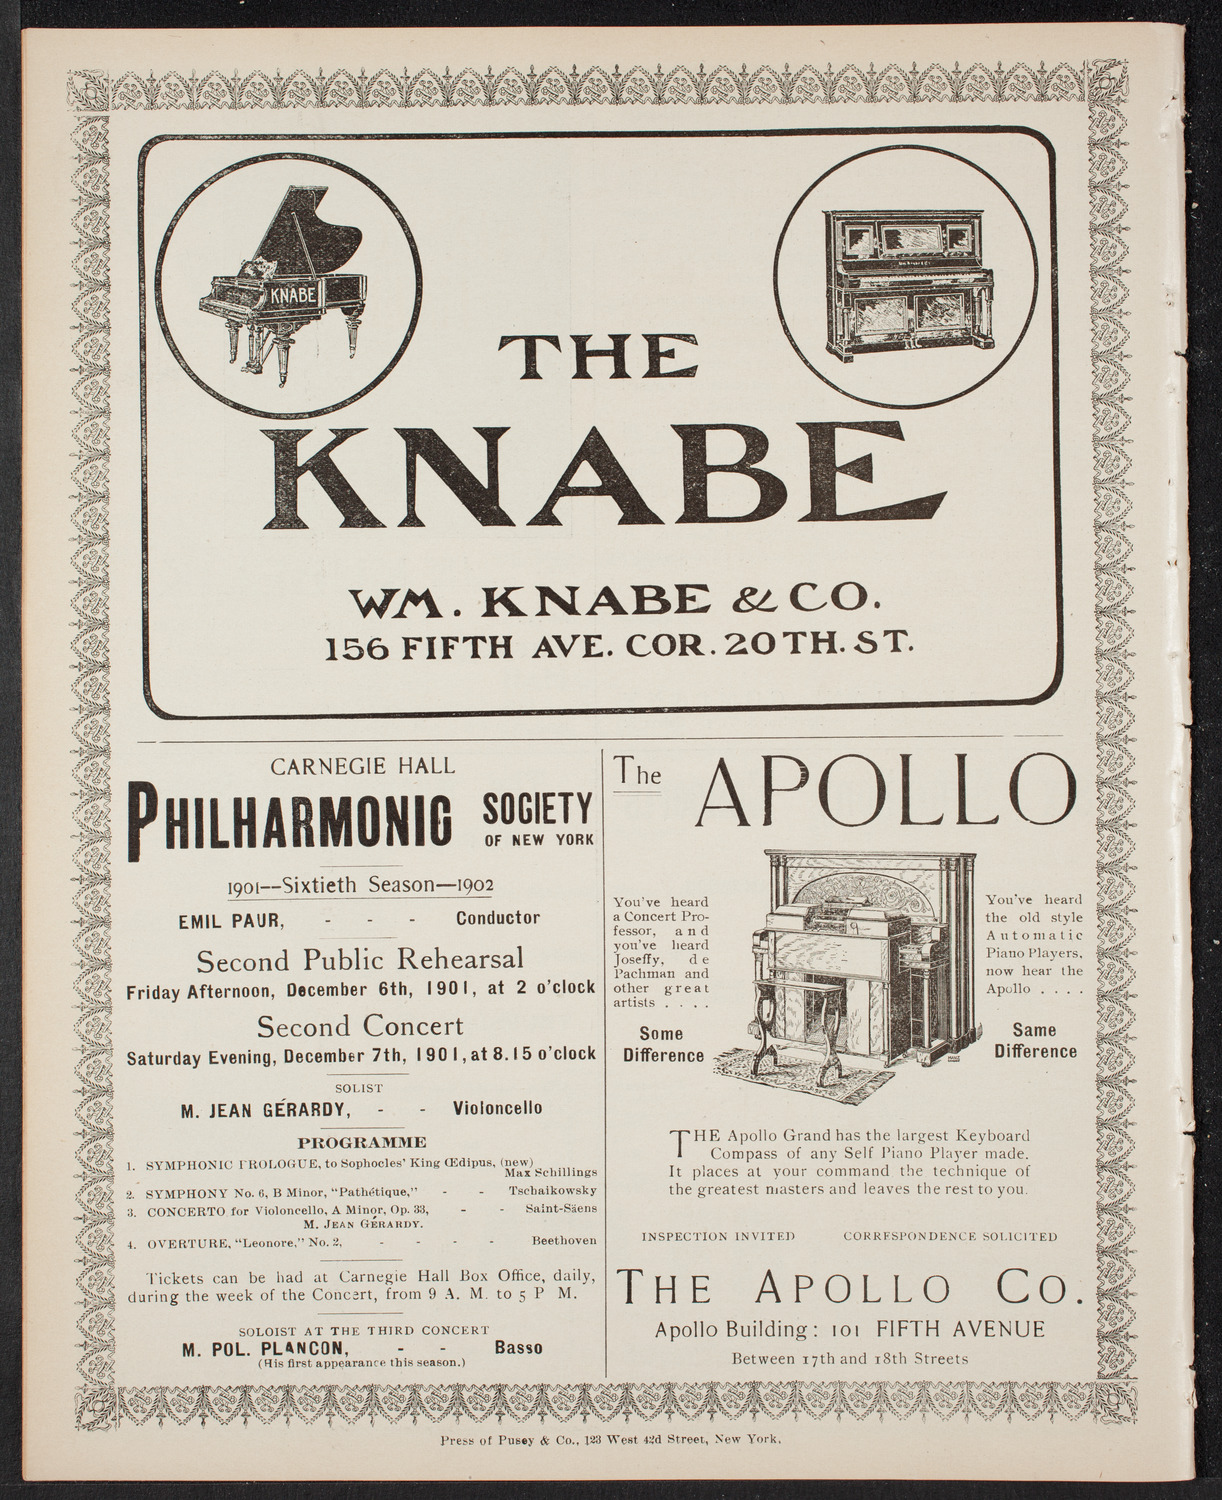 KNABE
THE
KNABE
WM. KNABE & CO.
156 FIFTH AVE. COR. 20TH. ST.
CARNEGIE HALL
PHILHARMONIC SOCIETY
OF NEW YORK
1901--Sixtieth Season—1902
EMIL PAUR, - - - Conductor
Second Public Rehearsal
Friday Afternoon, December 6th, 1901, at 2 o'clock
Second Concert
Saturday Evening, December 7th, 1901, at 8.15 o'clock
SOLIST
M. JEAN GÉRARDY, - - Violoncello
PROGRAMME
1. SYMPHONIC PROLOGUE, to Sophocles' King Œdipus, (new)
Max Schillings
2. SYMPHONY No. 6, B Minor, "Pathétique," - - Tschaikowsky
3. CONCERTO for Violoncello, A Minor, Op. 33, - - Saint-Säens
M. JEAN GÉRARDY.
4. OVERTURE, "Leonore," No. 2, - - - - Beethoven
Tickets can be had at Carnegie Hall Box Office, daily,
during the week of the Concert, from 9 A. M. to 5 P M.
SOLOIST AT THE THIRD CONCERT
M. POL. PLANCON, - - Basso
(His first appearance this season.)
The APOLLO
You've heard
a Concert Pro-
fessor, and
you've heard
Joseffy, de
Pachman and
other great
artists . . . .
Some
Difference
You've heard
the old style
Automatic
Piano Players,
now hear the
Apollo . . . .
Same
Difference
THE Apollo Grand has the largest Keyboard
Compass of any Self Piano Player made.
It places at your command the technique of
the greatest masters and leaves the rest to you.
INSPECTION INVITED CORRESPONDENCE SOLICITED
THE APOLLO CO.
Apollo Building: 101 FIFTH AVENUE
Between 17th and 18th Streets
Press of Pusey & Co., 123 West 42d Street, New York.